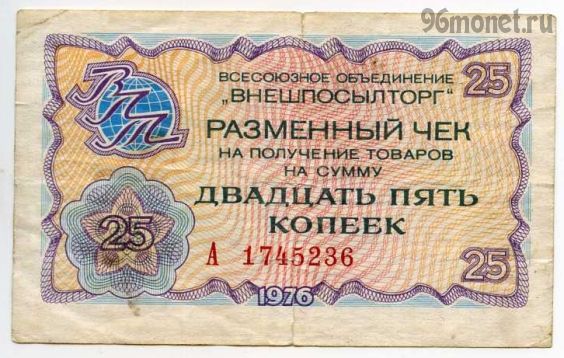 96monet.ru
ВПТ
ВСЕСОЮЗНОЕ ОБЪЕДИНЕНИЕ
25
„ВНЕШПОСЫЛТОРГ“
РАЗМЕННЫЙ ЧЕК
НА ПОЛУЧЕНИЕ ТОВАРОВ
НА СУММУ
ДВАДЦАТЬ ПЯТЬ
КОПЕЕК
25
А 1745236
25
1976